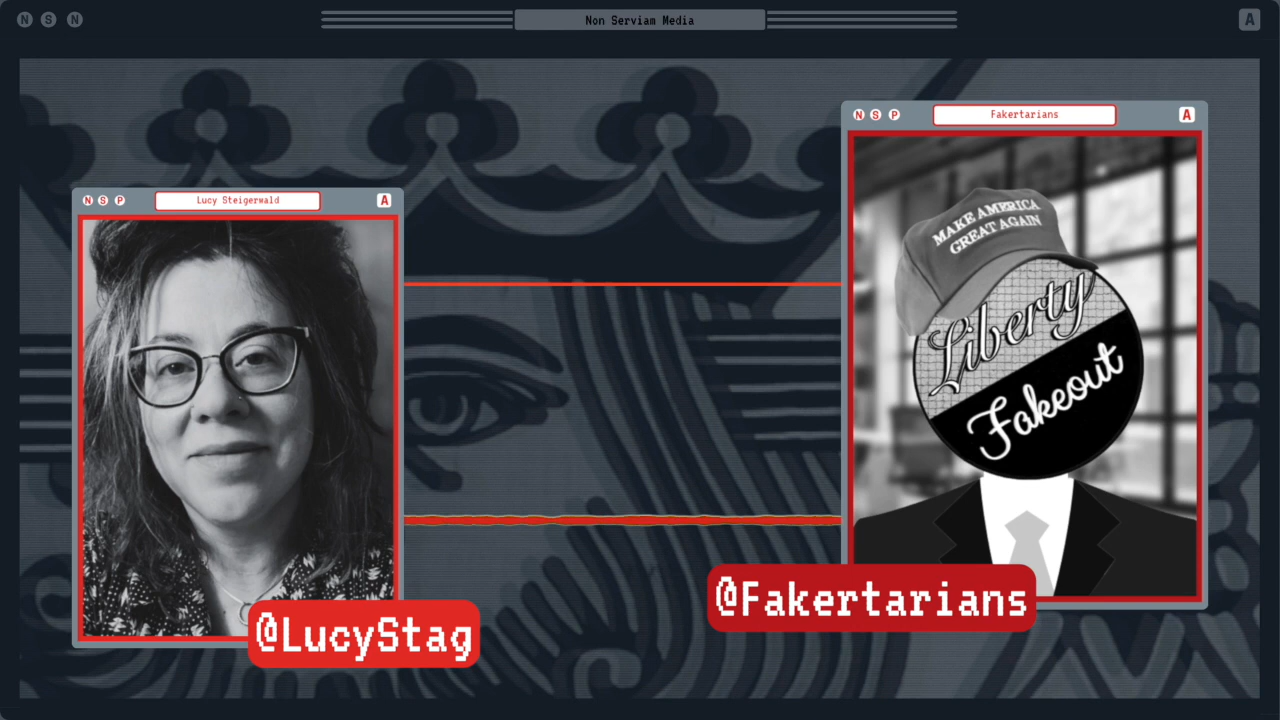 N S N
Non Serviam Media
A
N S P
Fakertarians
A
MAKE AMERICA
GREAT AGAIN
Liberty
Fakeout
@Fakertarians
N S P
Lucy Steigerwald
A
@LucyStag